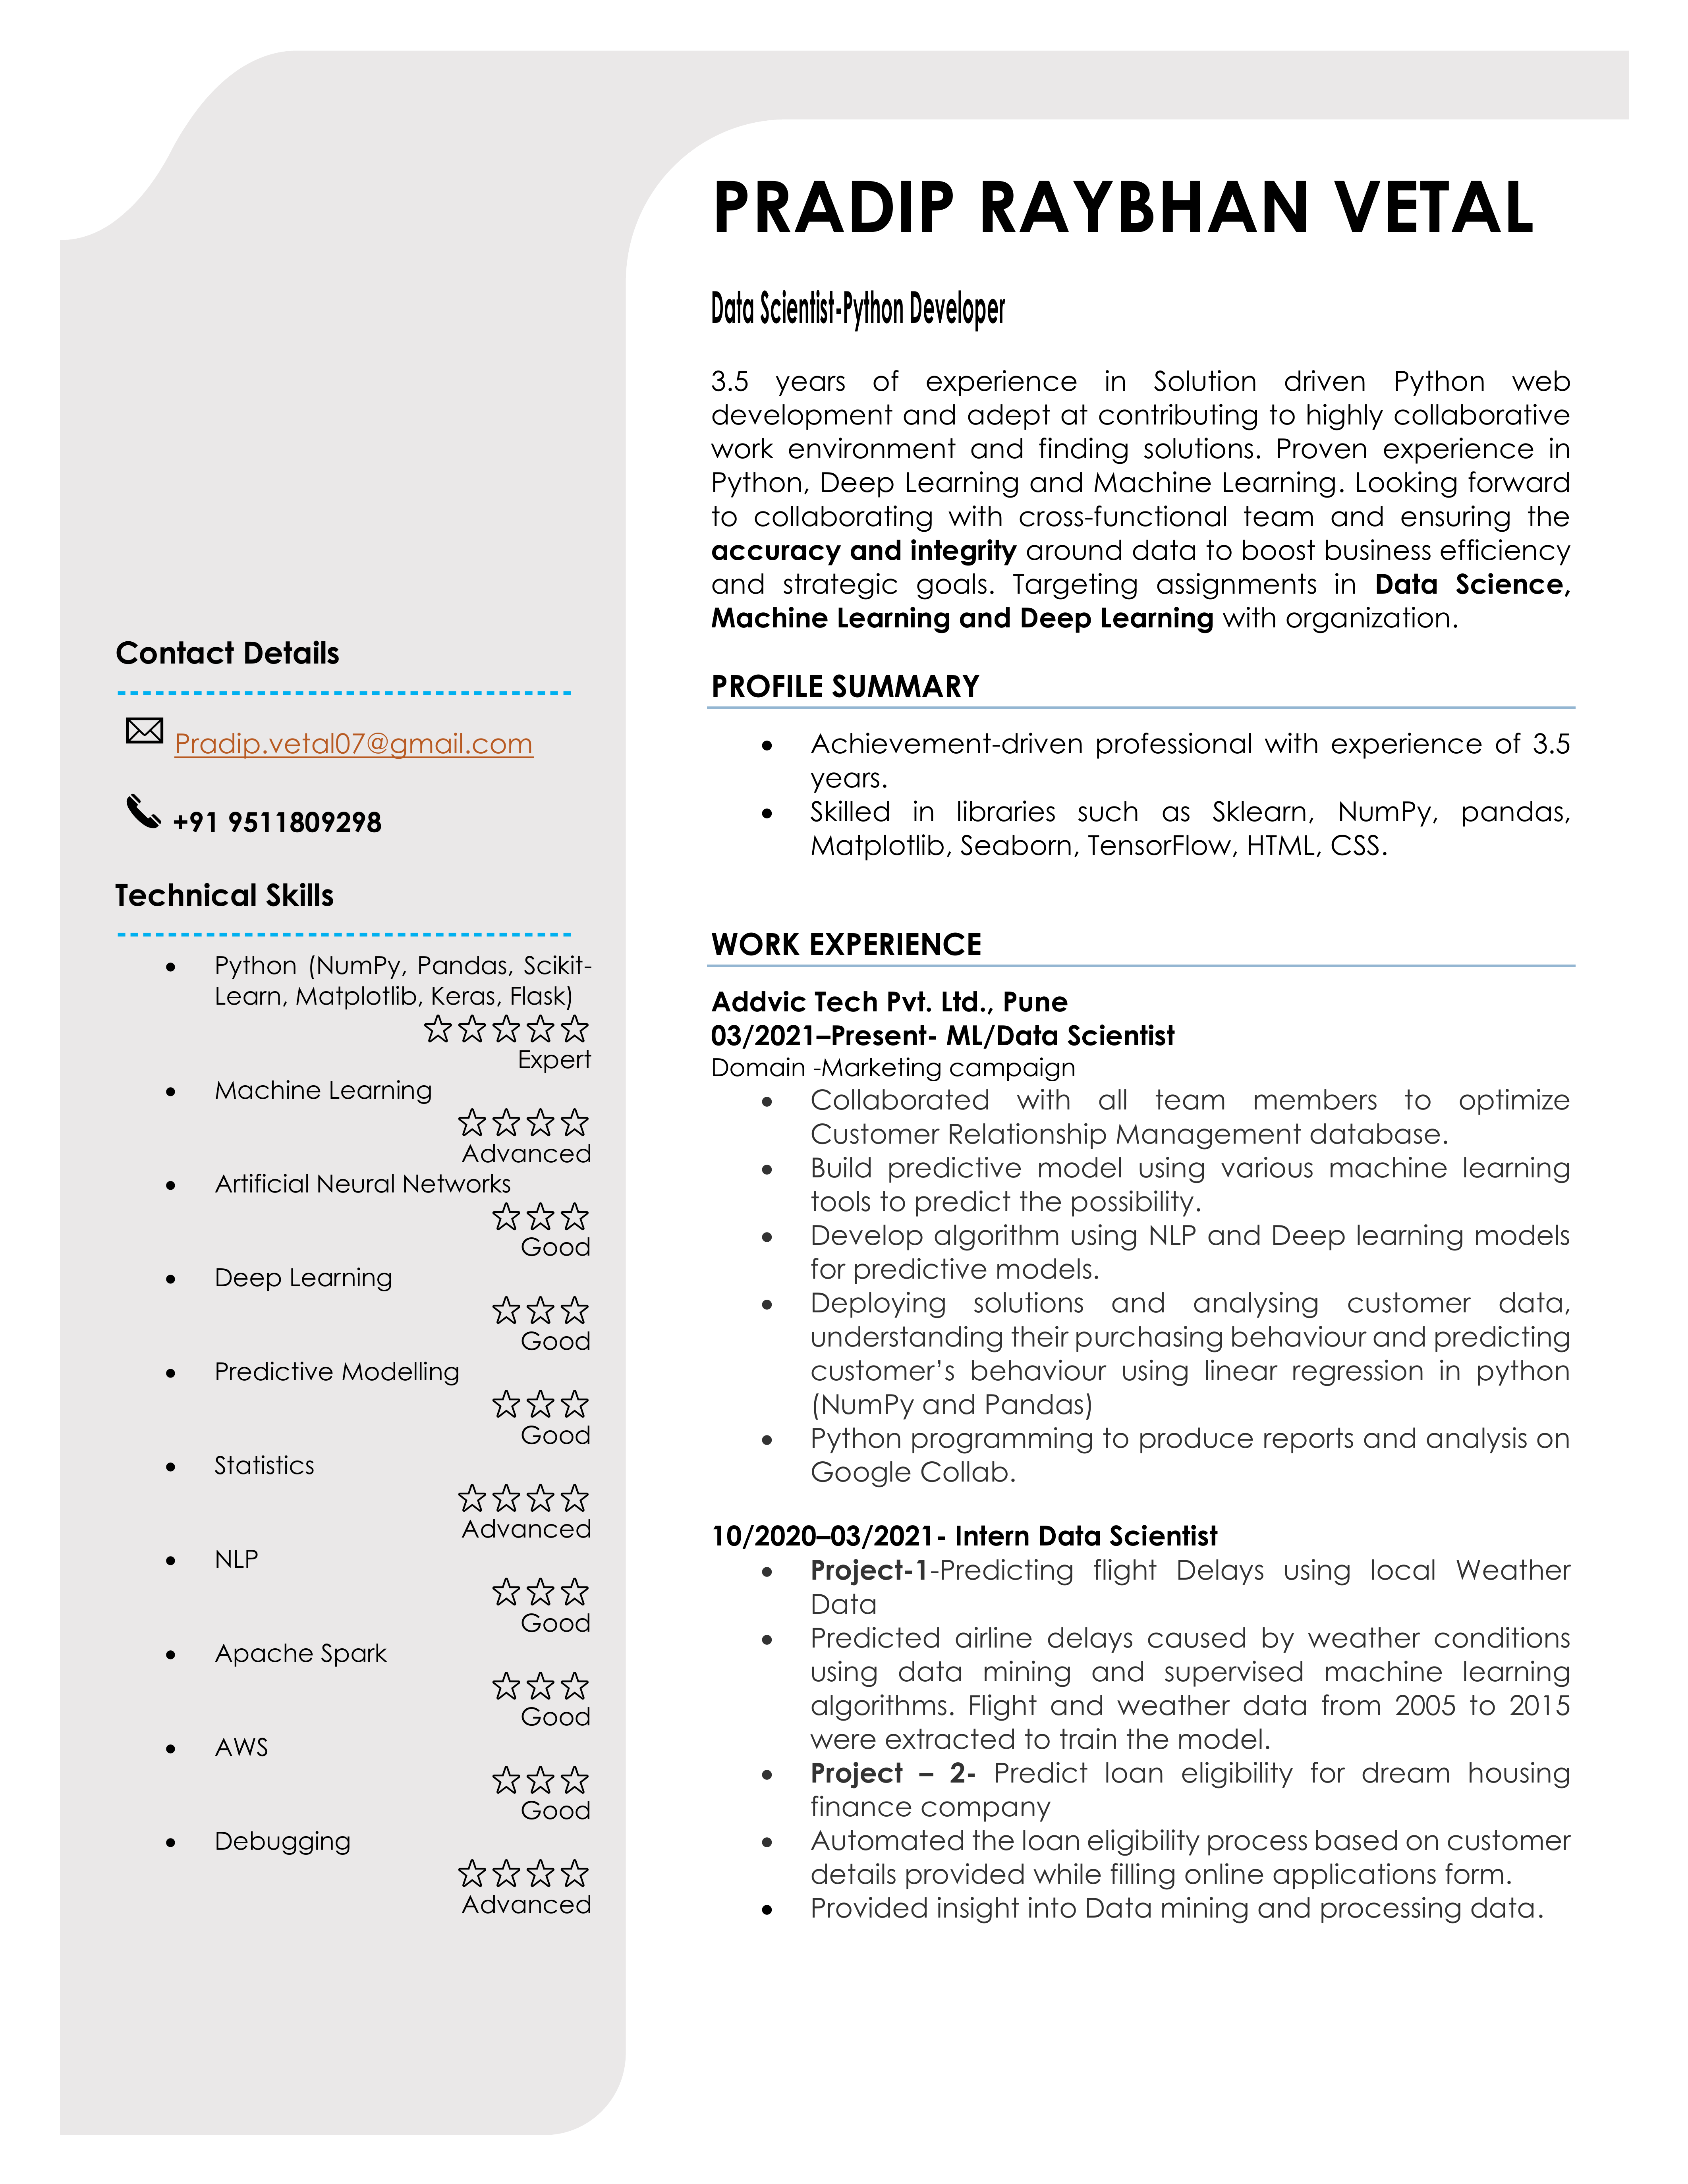 PRADIP RAYBHAN VETAL
Data Scientist-Python Developer
3.5 years of experience in Solution driven Python web
development and adept at contributing to highly collaborative
work environment and finding solutions. Proven experience in
Python, Deep Learning and Machine Learning. Looking forward
to collaborating with cross-functional team and ensuring the
accuracy and integrity around data to boost business efficiency
and strategic goals. Targeting assignments in Data Science,
Machine Learning and Deep Learning with organization.
Contact Details
Pradip.vetal07@gmail.com
+91 9511809298
Technical Skills
• Python (NumPy, Pandas, Scikit-
Learn, Matplotlib, Keras, Flask)
☆☆☆☆☆
Expert
• Machine Learning
☆☆☆☆
Advanced
• Artificial Neural Networks
☆☆☆
Good
• Deep Learning
☆☆☆
Good
• Predictive Modelling
☆☆☆
Good
• Statistics
☆☆☆☆
Advanced
• NLP
☆☆☆
Good
• Apache Spark
☆☆☆
Good
• AWS
☆☆☆
Good
• Debugging
☆☆☆☆
Advanced
PROFILE SUMMARY
• Achievement-driven professional with experience of 3.5
years.
• Skilled in libraries such as Sklearn, NumPy, pandas,
Matplotlib, Seaborn, TensorFlow, HTML, CSS.
WORK EXPERIENCE
Addvic Tech Pvt. Ltd., Pune
03/2021–Present- ML/Data Scientist
Domain -Marketing campaign
• Collaborated with all team members to optimize
Customer Relationship Management database.
• Build predictive model using various machine learning
tools to predict the possibility.
• Develop algorithm using NLP and Deep learning models
for predictive models.
• Deploying solutions and analysing customer data,
understanding their purchasing behaviour and predicting
customer’s behaviour using linear regression in python
(NumPy and Pandas)
• Python programming to produce reports and analysis on
Google Collab.
10/2020–03/2021- Intern Data Scientist
• Project-1-Predicting flight Delays using local Weather
Data
• Predicted airline delays caused by weather conditions
using data mining and supervised machine learning
algorithms. Flight and weather data from 2005 to 2015
were extracted to train the model.
• Project – 2- Predict loan eligibility for dream housing
finance company
• Automated the loan eligibility process based on customer
details provided while filling online applications form.
• Provided insight into Data mining and processing data.